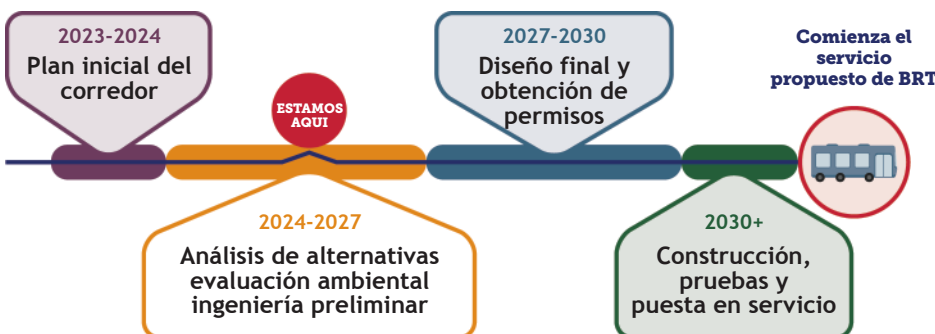 2023-2024
Plan inicial del
corredor
ESTAMOS
AQUI
2024-2027
Análisis de alternativas
evaluación ambiental
ingeniería preliminar
2027-2030
Diseño final y
obtención de
permisos
2030+
Construcción,
pruebas y
puesta en servicio
Comienza el
servicio
propuesto de BRT